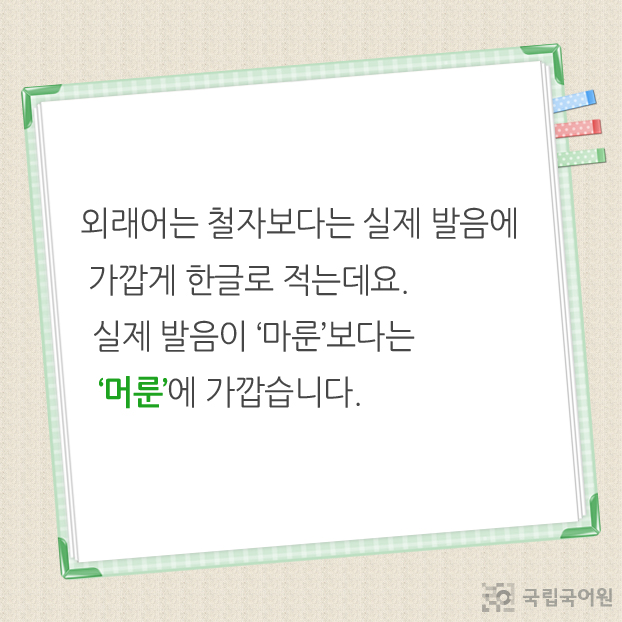 외래어는 철자보다는 실제 발음에
가깝게 한글로 적는데요.
실제 발음이 ‘마룬’보다는
‘머룬’에 가깝습니다.
국립국어원